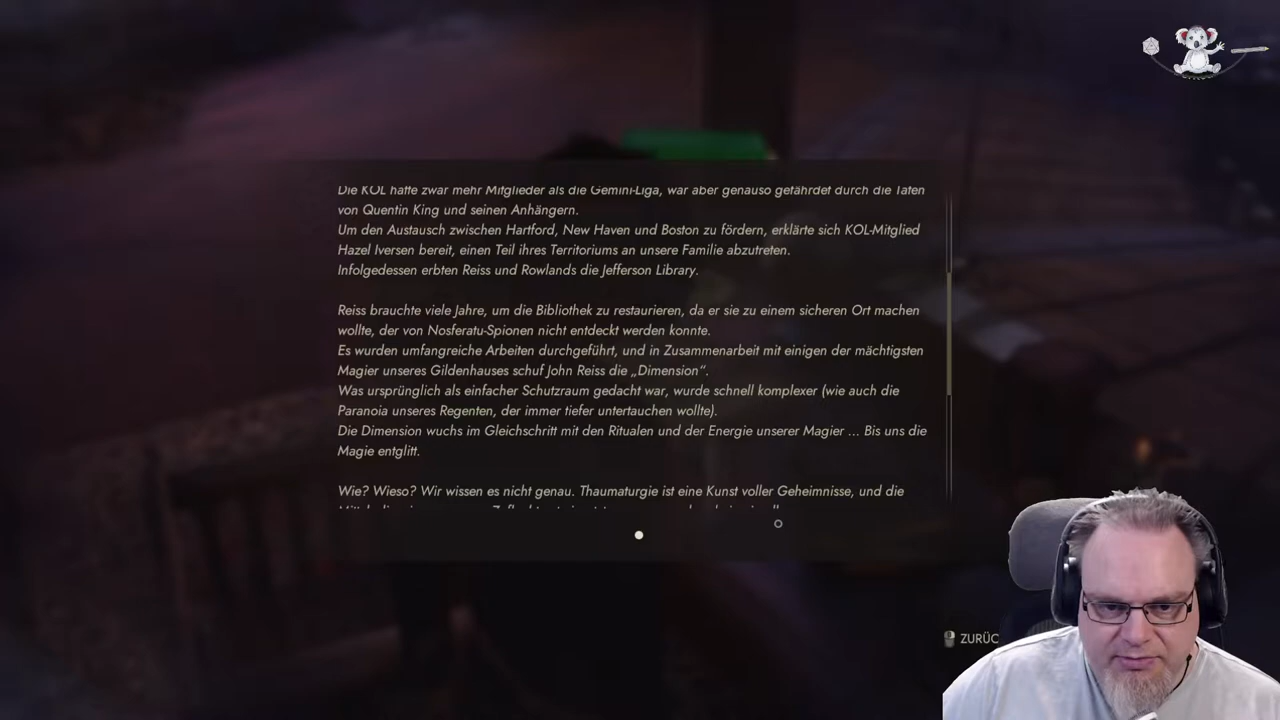 Die KOL hatte zwar mehr Mitglieder als die Gemini-Liga, war aber genauso gefährdet durch die Taten
von Quentin King und seinen Anhängern.
Um den Austausch zwischen Hartford, New Haven und Boston zu fördern, erklärte sich KOL-Mitglied
Hazel Iversen bereit, einen Teil ihres Territoriums an unsere Familie abzutreten.
Infolgedessen erbten Reiss und Rowlands die Jefferson Library.
Reiss brauchte viele Jahre, um die Bibliothek zu restaurieren, da er sie zu einem sicheren Ort machen
wollte, der von Nosferatu-Spionen nicht entdeckt werden konnte.
Es wurden umfangreiche Arbeiten durchgeführt, und in Zusammenarbeit mit einigen der mächtigsten
Magier unseres Gildenhauses schuf John Reiss die „Dimension“.
Was ursprünglich als einfacher Schutzraum gedacht war, wurde schnell komplexer (wie auch die
Paranoia unseres Regenten, der immer tiefer untertauchen wollte).
Die Dimension wuchs im Gleichschritt mit den Ritualen und der Energie unserer Magier ... Bis uns die
Magie entglitt.
Wie? Wieso? Wir wissen es nicht genau. Thaumaturgie ist eine Kunst voller Geheimnisse, und die
ZURÜC